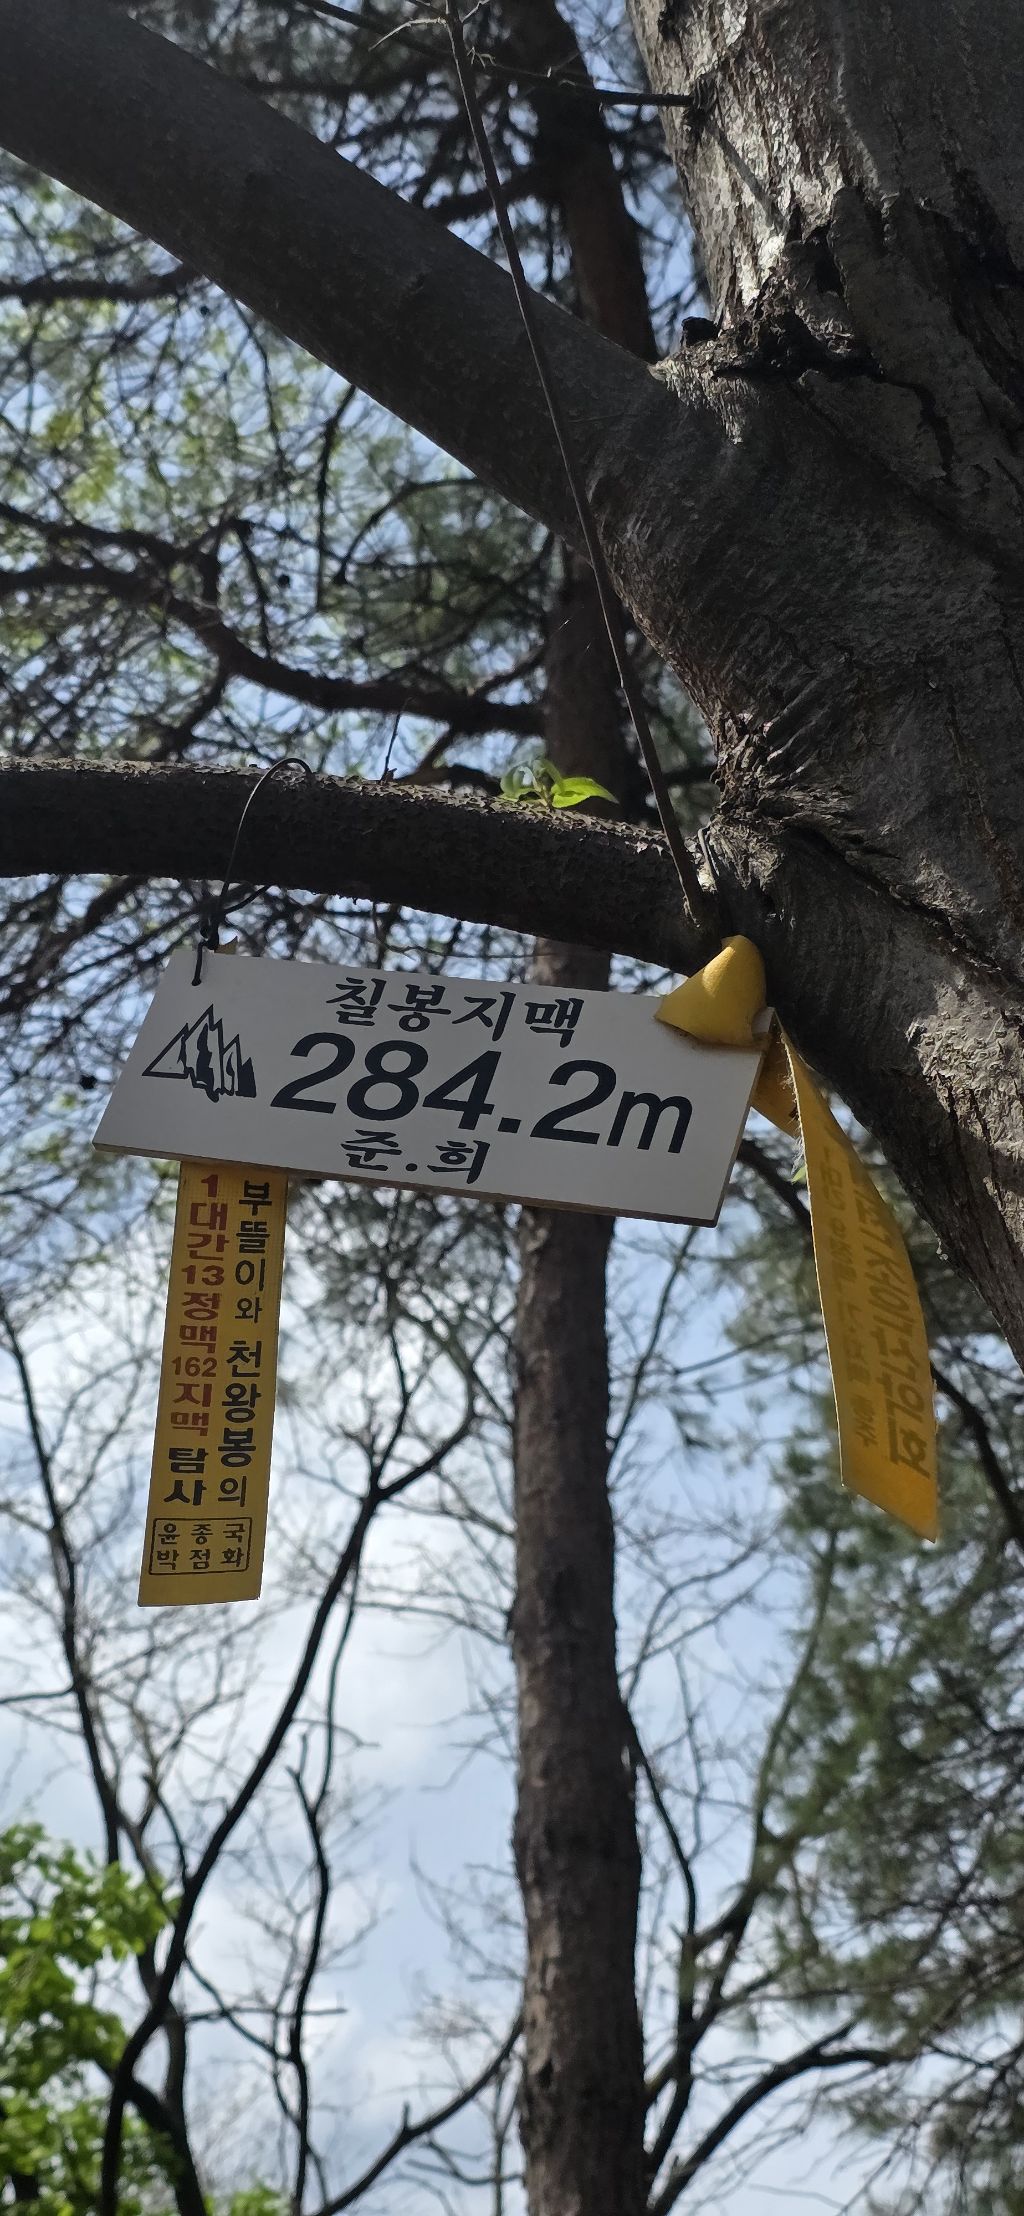 칠봉지맥
284.2m
준.희
부뜰이와 천왕봉의
1대간13정맥162지맥 탐사
윤종국
박점화